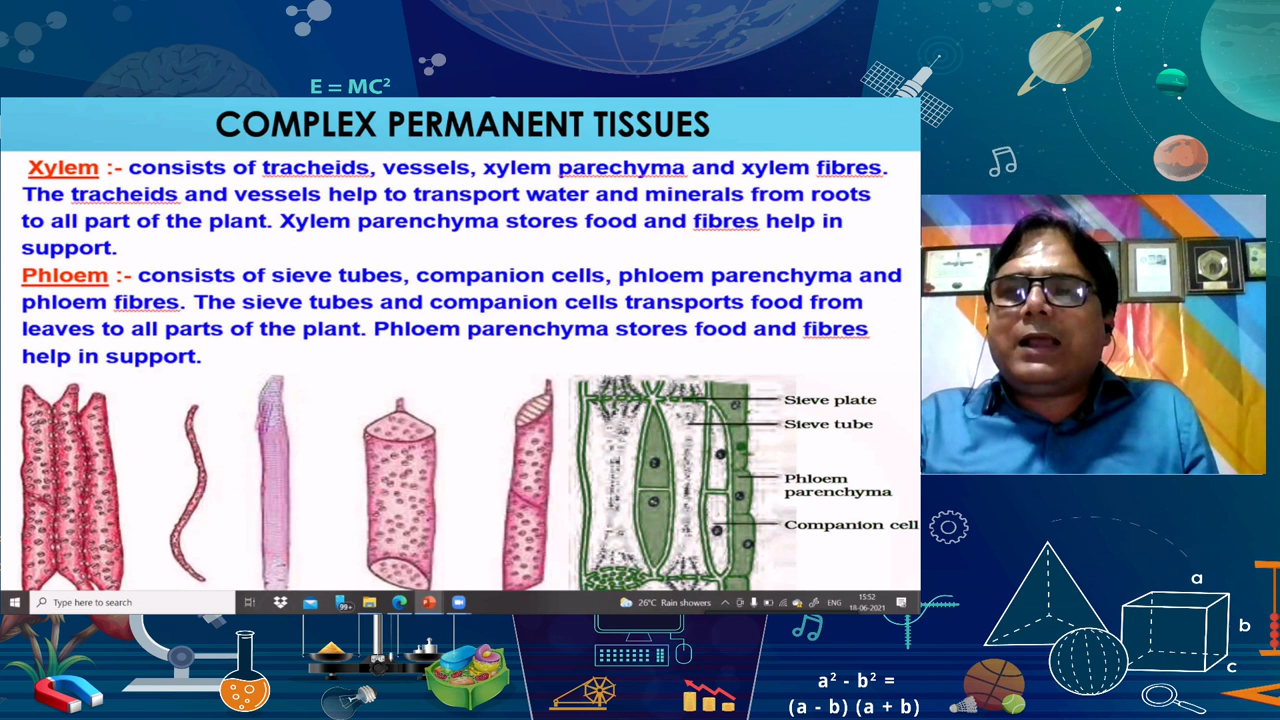 E = MC²
COMPLEX PERMANENT TISSUES
Xylem :- consists of tracheids, vessels, xylem parechyma and xylem fibres.
The tracheids and vessels help to transport water and minerals from roots
to all part of the plant. Xylem parenchyma stores food and fibres help in
support.
Phloem :- consists of sieve tubes, companion cells, phloem parenchyma and
phloem fibres. The sieve tubes and companion cells transports food from
leaves to all parts of the plant. Phloem parenchyma stores food and fibres
help in support.
Sieve plate
Sieve tube
Phloem
parenchyma
Companion cell
Type here to search
99+
26°C Rain showers
ENG
15:52
18-06-2021
a
b
c
a² - b² =
(a - b) (a + b)